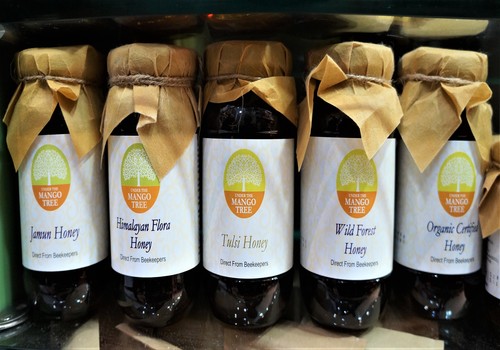 UNDER THE
MANGO
TREE
Jamun Honey
Direct From Beekeepers
UNDER THE
MANGO
TREE
Himalayan Flora
Honey
Direct From Beekeepers
UNDER THE
MANGO
TREE
Tulsi Honey
Direct From Beekeepers
UNDER THE
MANGO
TREE
Wild Forest
Honey
Direct From Beekeepers
UNDER THE
MANGO
TREE
Organic Certified
Honey
Direct From Beekeepers